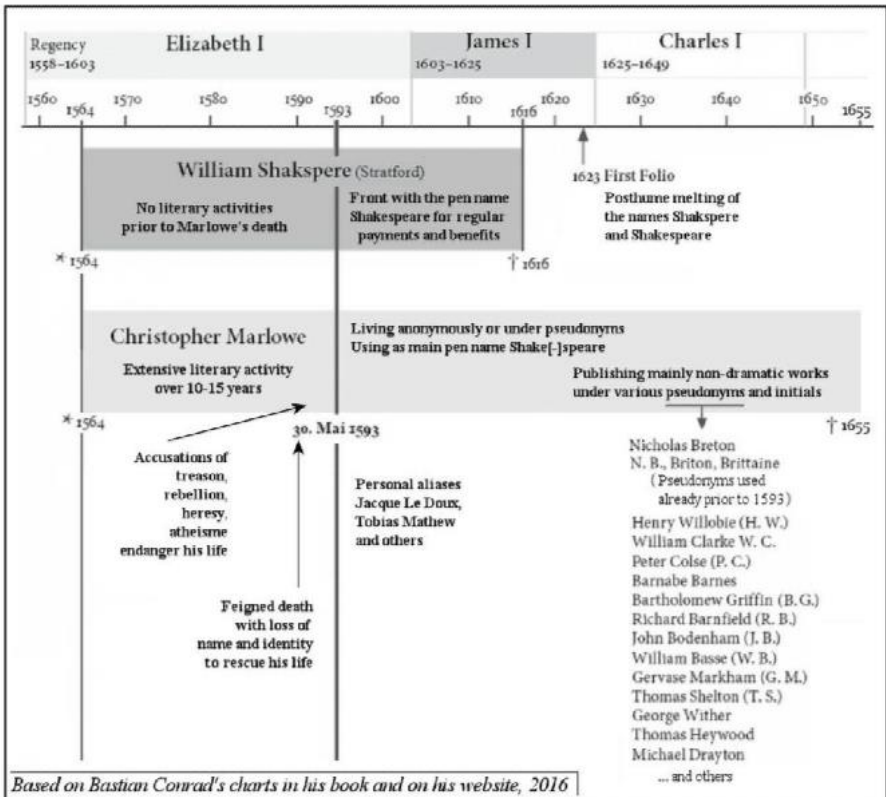 Regency
1558–1603
Elizabeth I
James I
1603–1625
Charles I
1625–1649
1560
1564
1570
1580
1590
1593
1600
1610
1616
1620
1630
1640
1650
1655
William Shakspere (Stratford)
No literary activities
prior to Marlowe's death
Front with the pen name
Shakespeare for regular
payments and benefits
1623 First Folio
Posthume melting of
the names Shakspere
and Shakespeare
* 1564
† 1616
Christopher Marlowe
Extensive literary activity
over 10-15 years
Living anonymously or under pseudonyms
Using as main pen name Shake[-]speare
Publishing mainly non-dramatic works
under various pseudonyms and initials
* 1564
30. Mai 1593
† 1655
Accusations of
treason,
rebellion,
heresy,
atheisme
endanger his life
Feigned death
with loss of
name and identity
to rescue his life
Personal aliases
Jacque Le Doux,
Tobias Mathew
and others
Nicholas Breton
N. B., Briton, Brittaine
(Pseudonyms used
already prior to 1593)
Henry Willobie (H. W.)
William Clarke W. C.
Peter Colse (P. C.)
Barnabe Barnes
Bartholomew Griffin (B.G.)
Richard Barnfield (R. B.)
John Bodenham (J. B.)
William Basse (W. B.)
Gervase Markham (G. M.)
Thomas Shelton (T. S.)
George Wither
Thomas Heywood
Michael Drayton
... and others
Based on Bastian Conrad's charts in his book and on his website, 2016